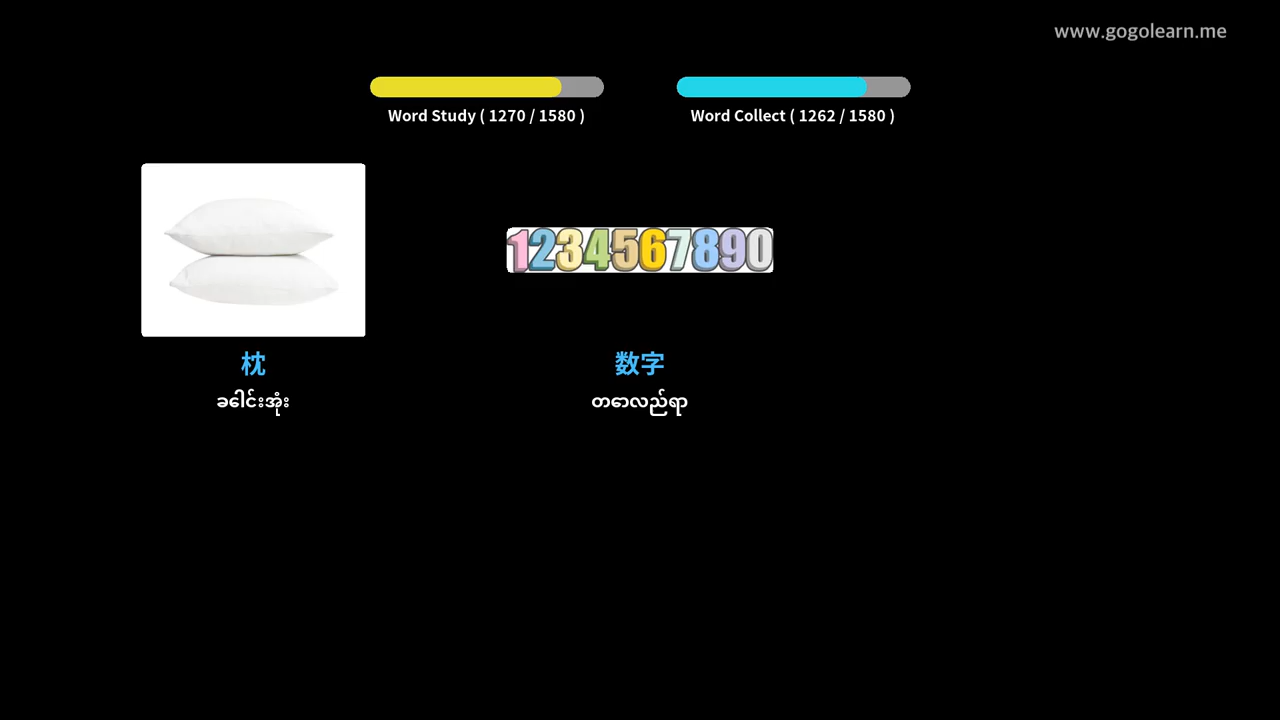 www.gogolearn.me
Word Study ( 1270 / 1580 )
Word Collect ( 1262 / 1580 )
1234567890
枕
数字
ခေါင်းအုံး
တသောလည်ရာ